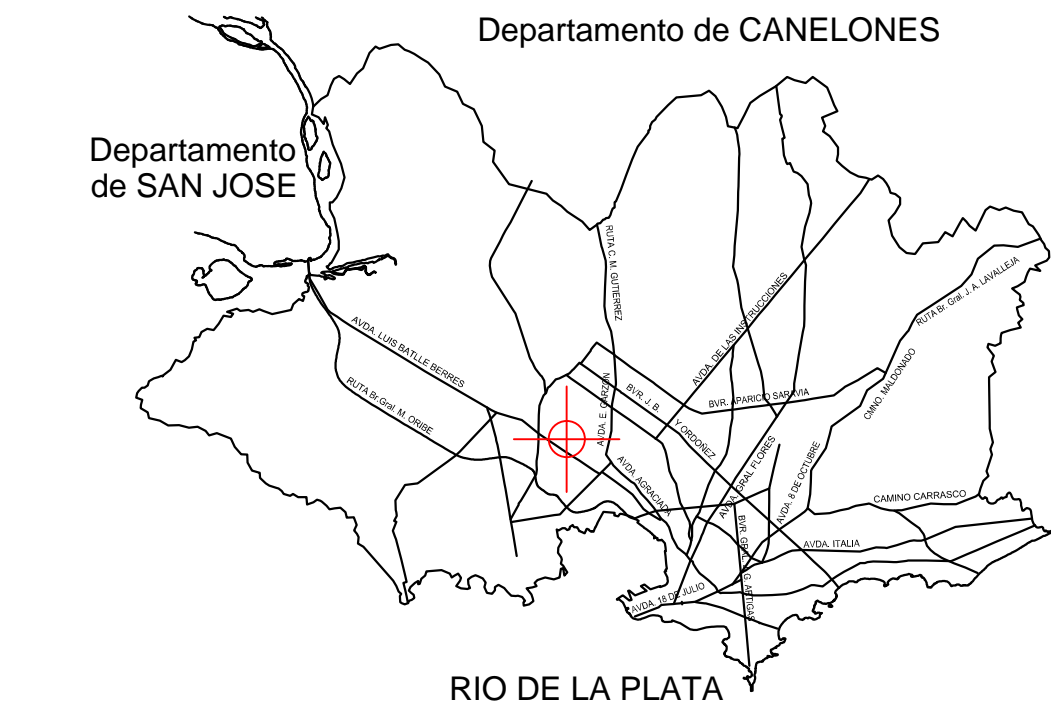 Departamento de CANELONES
Departamento
de SAN JOSE
RUTA C. M. GUTIERREZ
RUTA Br. Gral. J. A. LAVALLEJA
AVDA. DE LAS INSTRUCCIONES
AVDA. LUIS BATLLE BERRES
RUTA Br.Gral. M. ORIBE
AVDA. E. GARZON
BVR. J. B.
Y ORDOÑEZ
BVR. APARICIO SARAVIA
CMNO. MALDONADO
AVDA. AGRACIADA
AVDA. GRAL FLORES
AVDA. 8 DE OCTUBRE
CAMINO CARRASCO
AVDA. ITALIA
BVR. GRAL.
G. ARTIGAS
AVDA. 18 DE JULIO
RIO DE LA PLATA